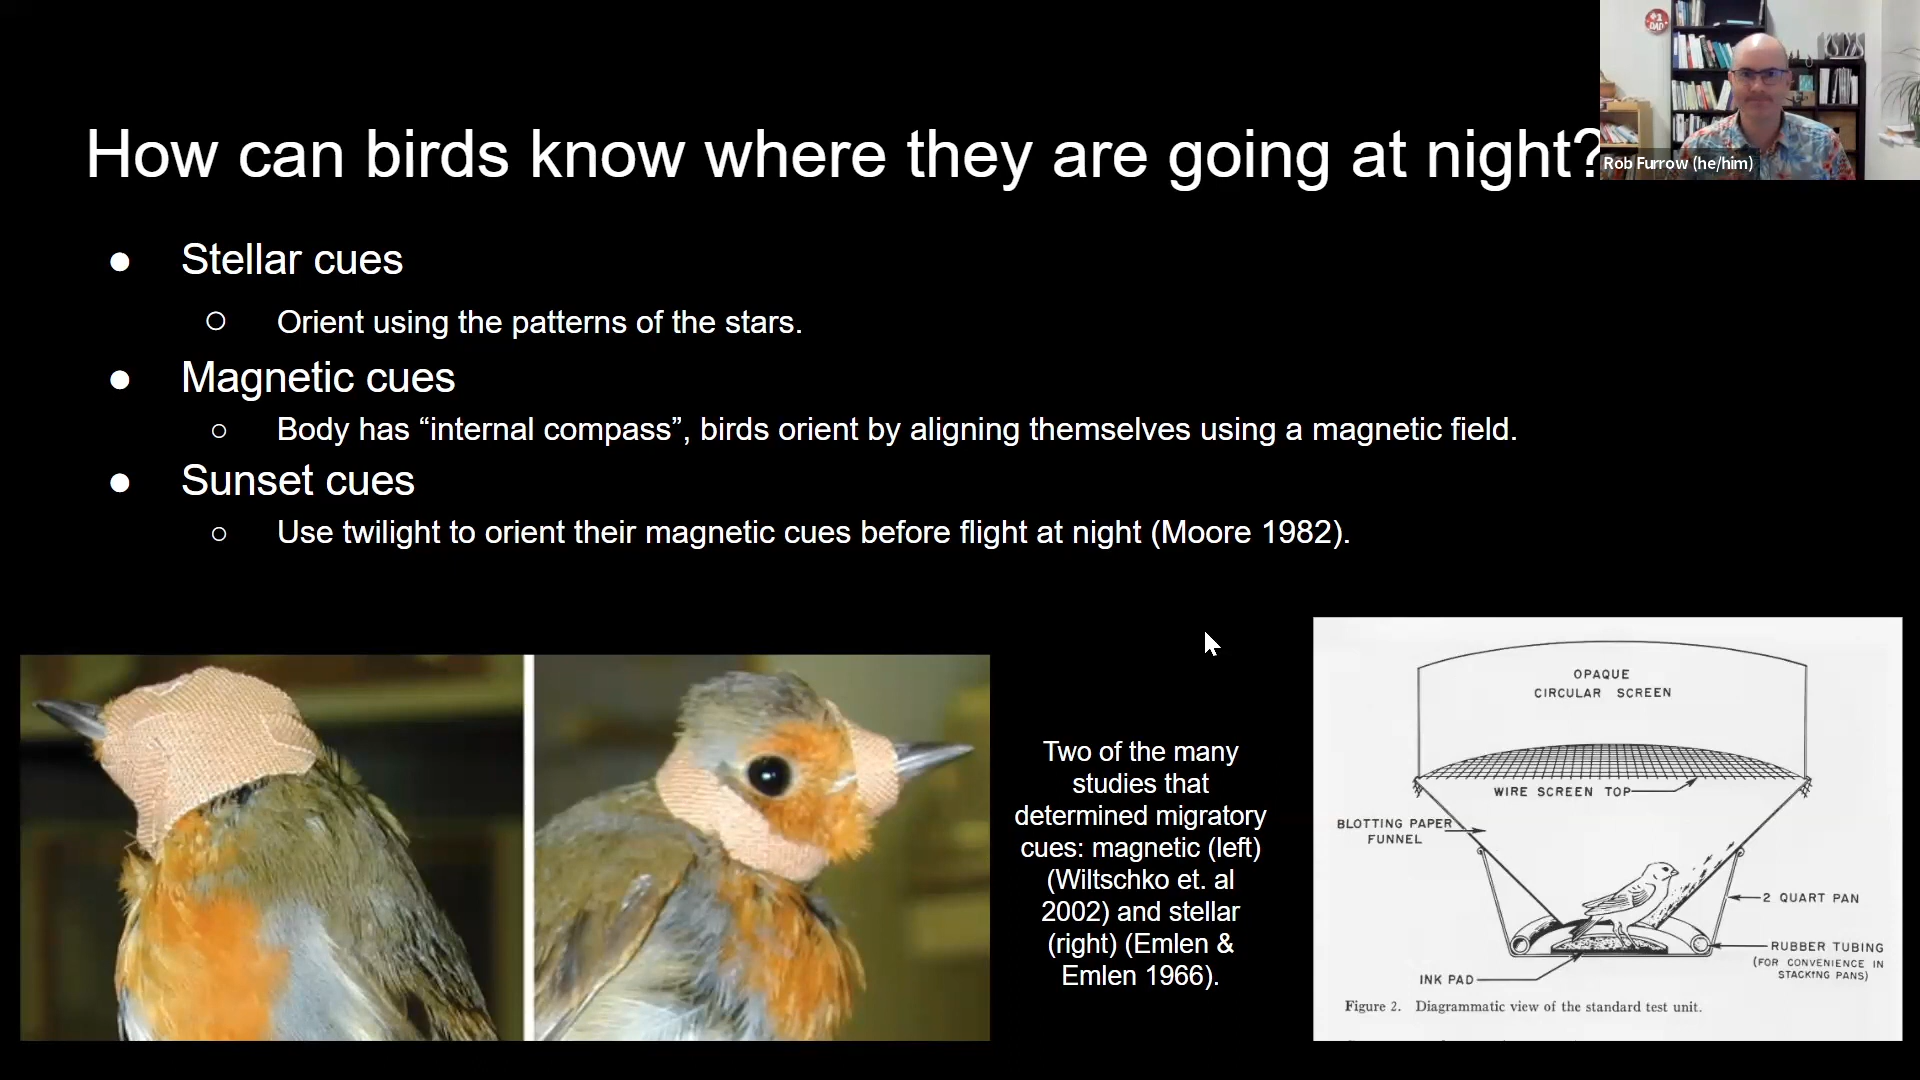 How can birds know where they are going at night?
#1
DAD
Rob Furrow (he/him)
● Stellar cues
○ Orient using the patterns of the stars.
● Magnetic cues
○ Body has “internal compass”, birds orient by aligning themselves using a magnetic field.
● Sunset cues
○ Use twilight to orient their magnetic cues before flight at night (Moore 1982).
Two of the many
studies that
determined migratory
cues: magnetic (left)
(Wiltschko et. al
2002) and stellar
(right) (Emlen &
Emlen 1966).
OPAQUE
CIRCULAR SCREEN
WIRE SCREEN TOP
BLOTTING PAPER
FUNNEL
2 QUART PAN
RUBBER TUBING
(FOR CONVENIENCE IN
STACKING PANS)
INK PAD
Figure 2. Diagrammatic view of the standard test unit.